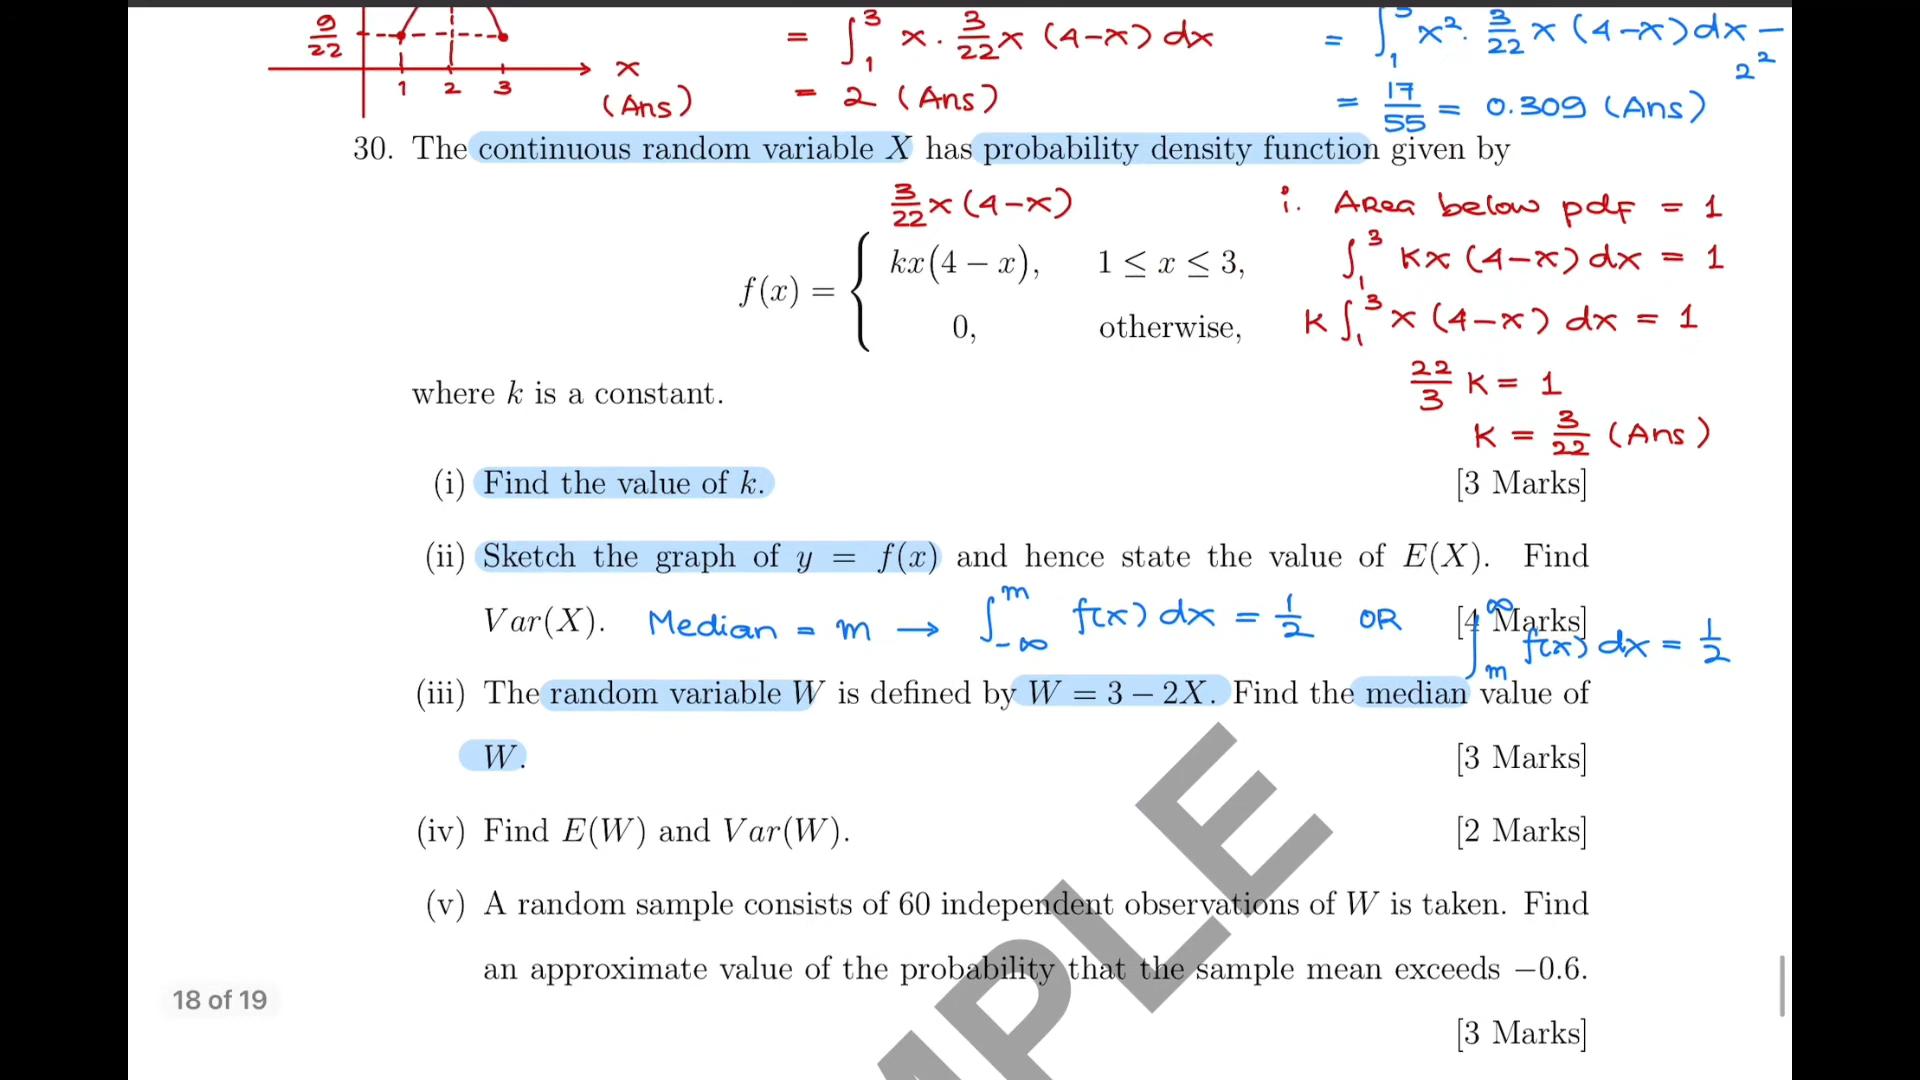 9/22
x
1 2 3
(Ans)
= ∫₁³ x · 3/22 x (4-x) dx
= 2 (Ans)
= ∫₁³ x² · 3/22 x (4-x) dx - 2²
= 17/55 = 0.309 (Ans)
30. The continuous random variable X has probability density function given by
3/22 x (4-x)
f(x) = { kx(4 − x), 1 ≤ x ≤ 3,
0, otherwise,
i. Area below pdf = 1
∫₁³ kx (4-x) dx = 1
k ∫₁³ x (4-x) dx = 1
22/3 k = 1
k = 3/22 (Ans)
where k is a constant.
(i) Find the value of k. [3 Marks]
(ii) Sketch the graph of y = f(x) and hence state the value of E(X). Find
Var(X). [4 Marks]
Median = m → ∫₋∞ᵐ f(x) dx = 1/2 OR ∫ₘ^∞ f(x) dx = 1/2
(iii) The random variable W is defined by W = 3 − 2X. Find the median value of
W. [3 Marks]
(iv) Find E(W) and Var(W). [2 Marks]
(v) A random sample consists of 60 independent observations of W is taken. Find
an approximate value of the probability that the sample mean exceeds −0.6.
[3 Marks]
18 of 19
MPLE